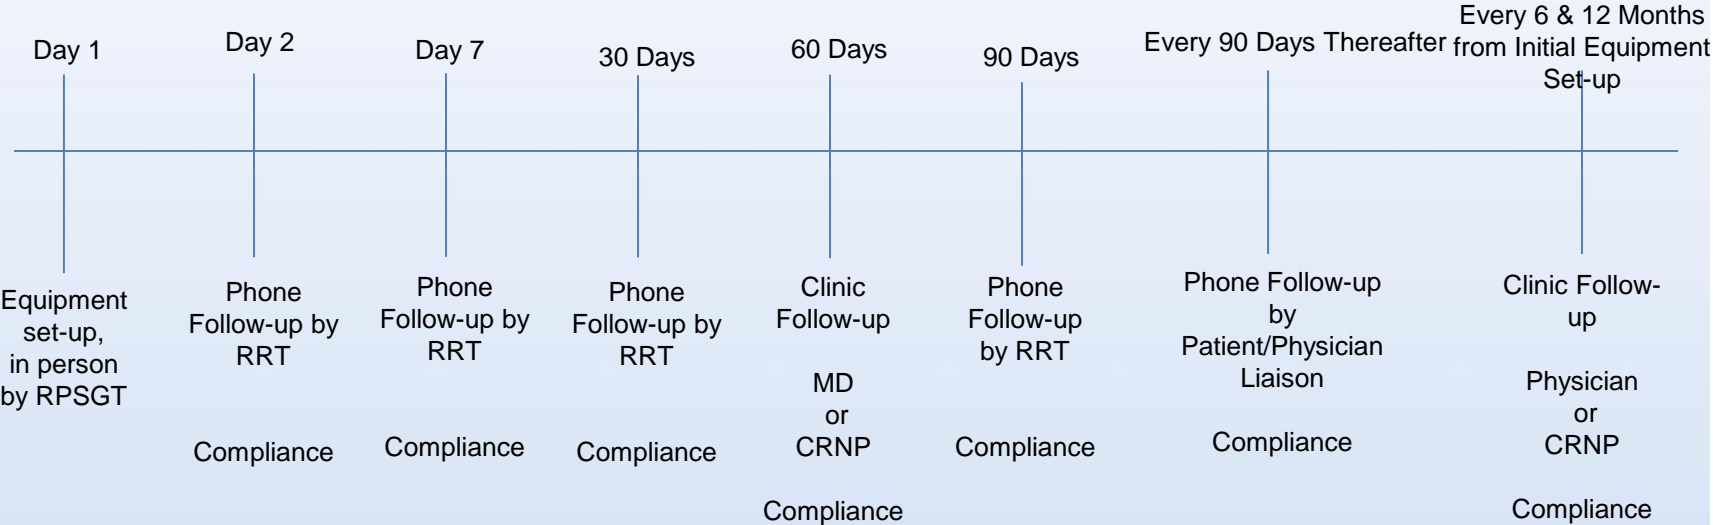 Day 1
Day 2
Day 7
30 Days
60 Days
90 Days
Every 90 Days Thereafter
Every 6 & 12 Months
from Initial Equipment
Set-up
Equipment
set-up,
in person
by RPSGT
Phone
Follow-up by
RRT
Compliance
Phone
Follow-up by
RRT
Compliance
Phone
Follow-up by
RRT
Compliance
Clinic
Follow-up
MD
or
CRNP
Compliance
Phone
Follow-up
by RRT
Compliance
Phone Follow-up
by
Patient/Physician
Liaison
Compliance
Clinic Follow-
up
Physician
or
CRNP
Compliance